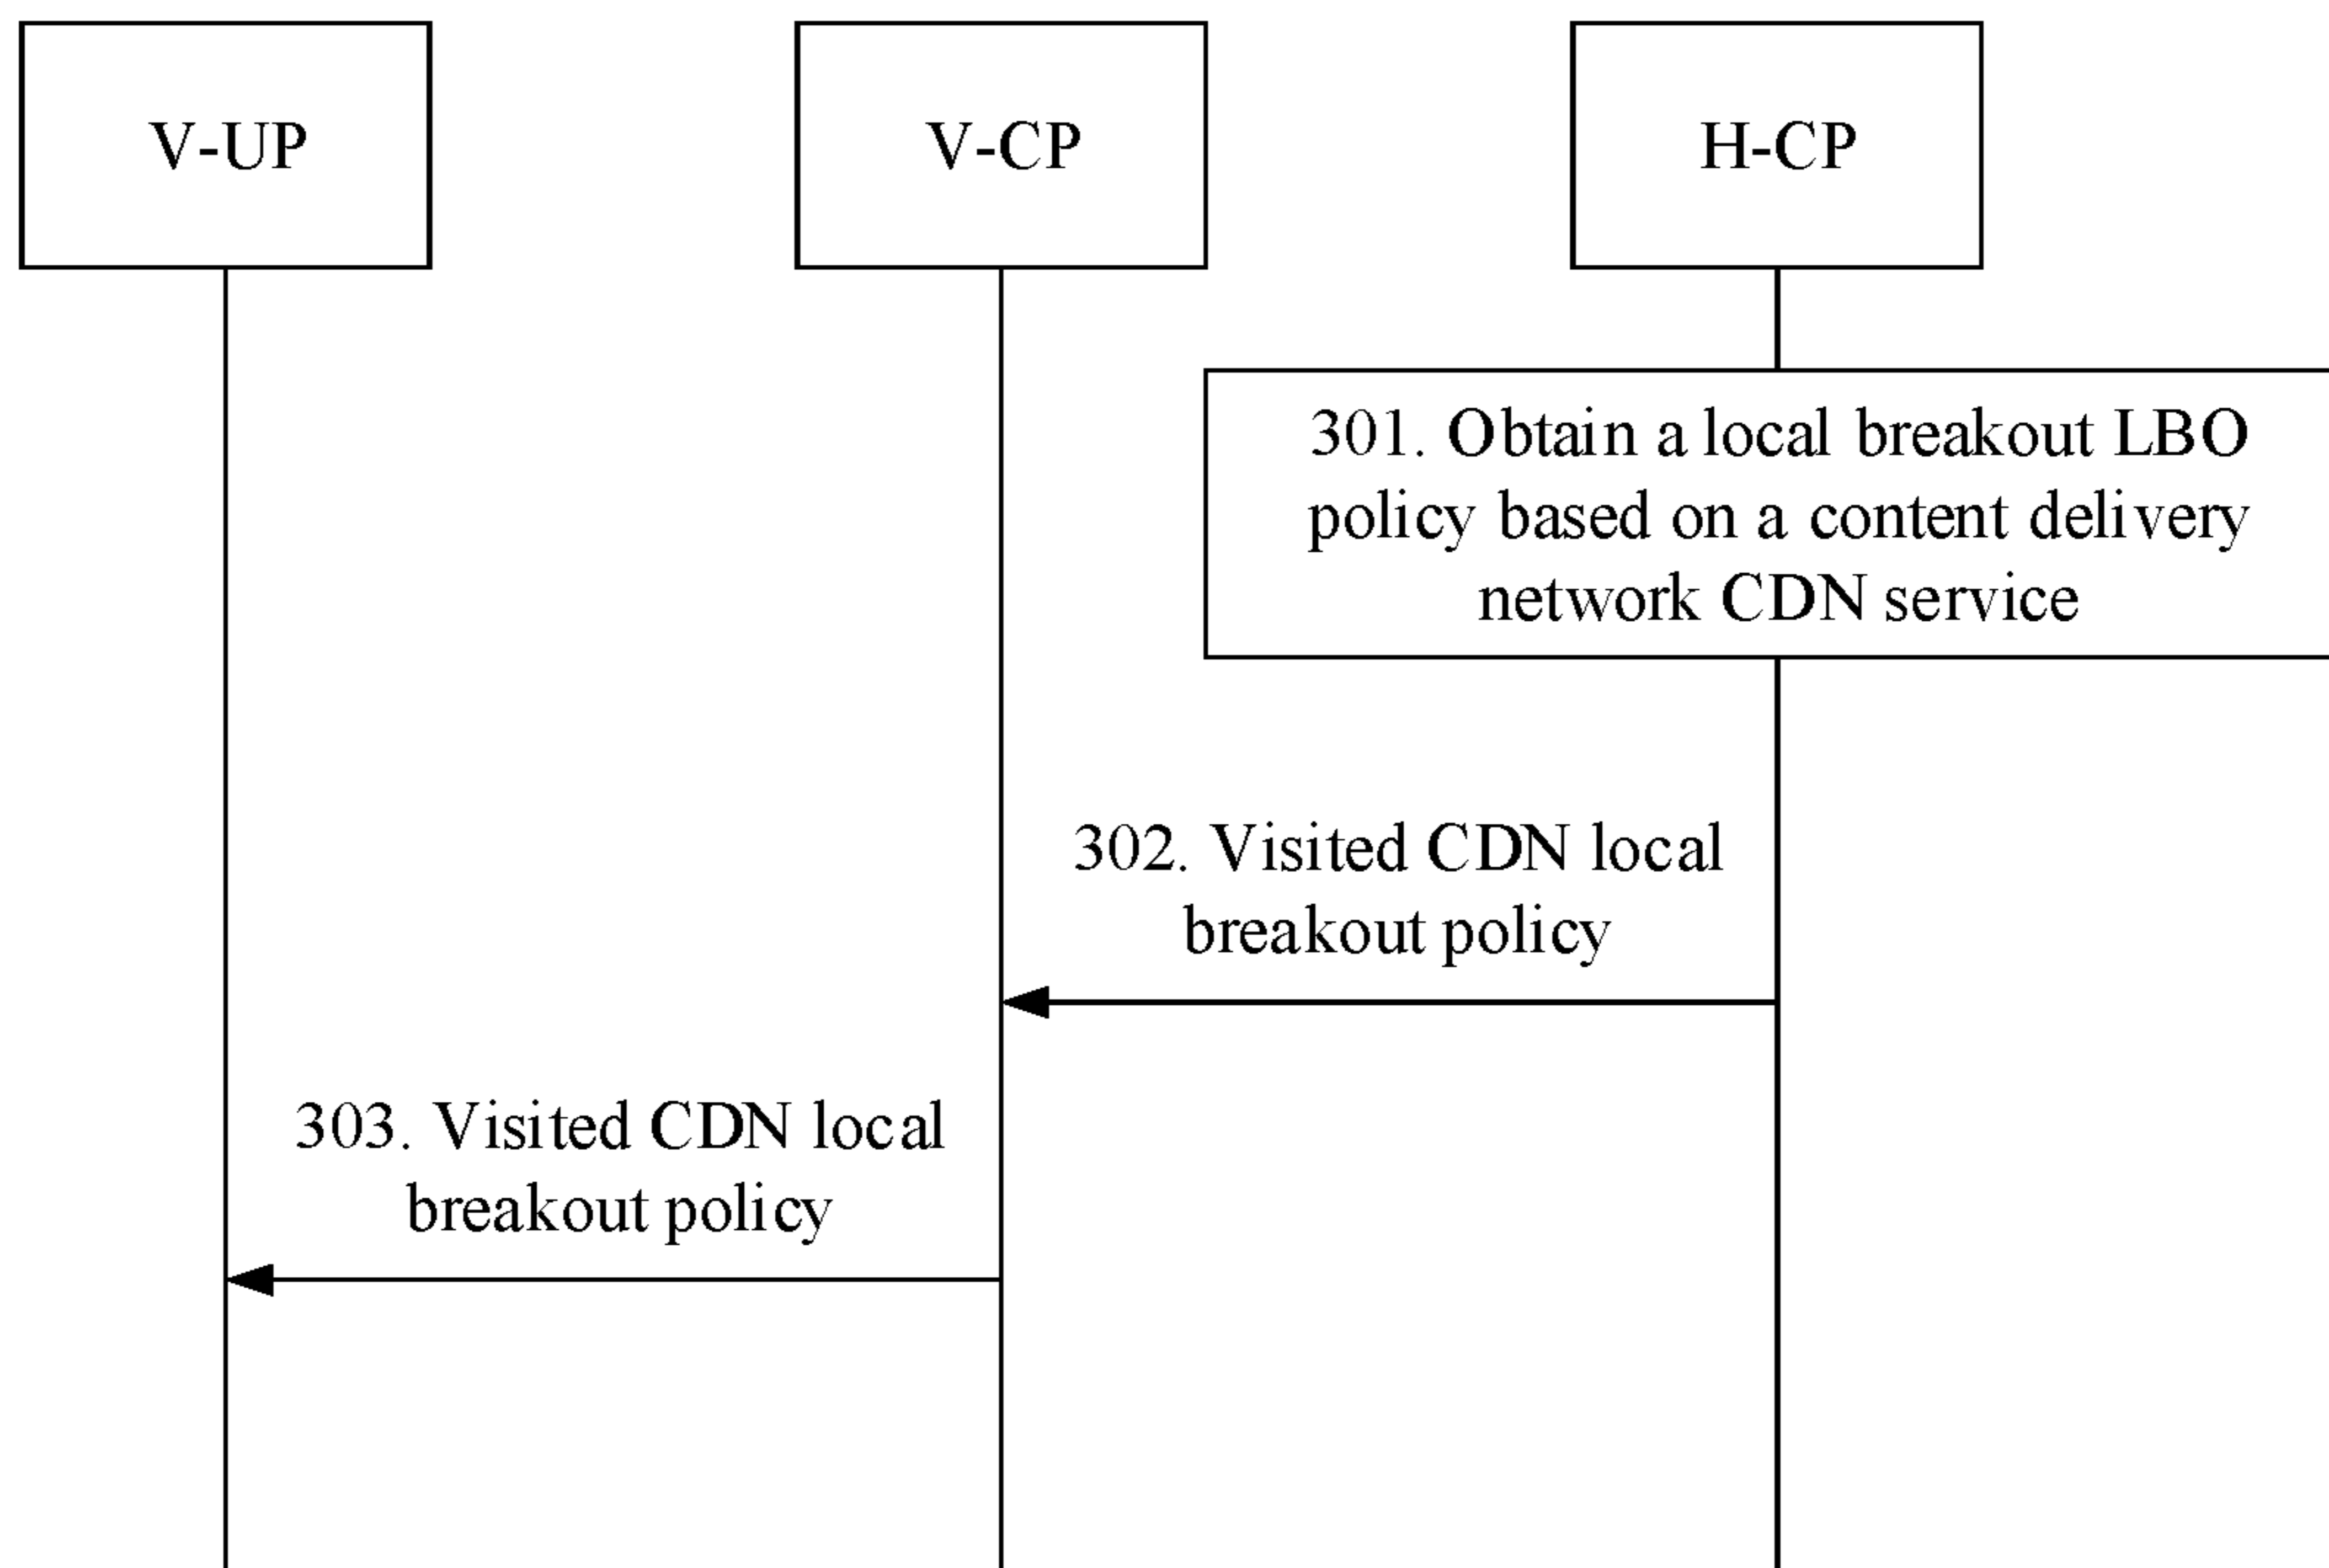 V-UP
V-CP
H-CP
301. Obtain a local breakout LBO
policy based on a content delivery
network CDN service
302. Visited CDN local
breakout policy
303. Visited CDN local
breakout policy